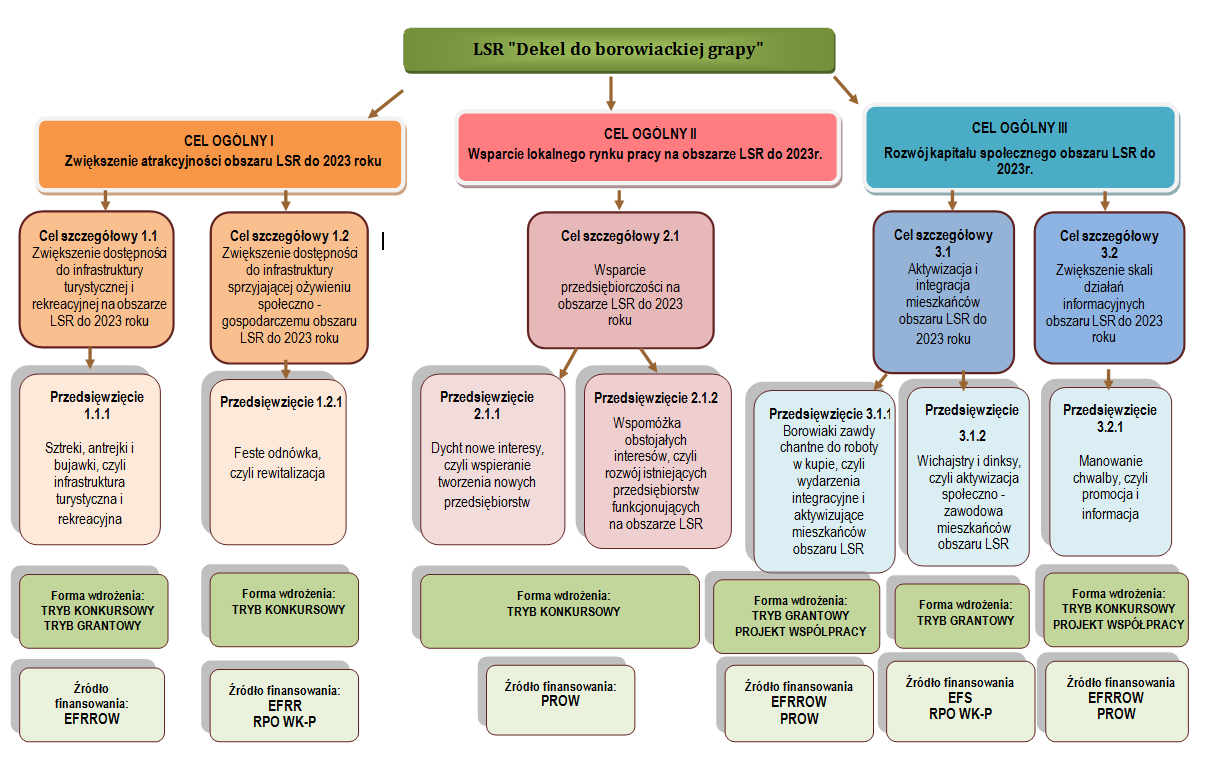 LSR "Dekel do borowiackiej grapy"
CEL OGÓLNY I
Zwiększenie atrakcyjności obszaru LSR do 2023 roku
CEL OGÓLNY II
Wsparcie lokalnego rynku pracy na obszarze LSR do 2023r.
CEL OGÓLNY III
Rozwój kapitału społecznego obszaru LSR do
2023r.
Cel szczegółowy 1.1
Zwiększenie dostępności
do infrastruktury
turystycznej i
rekreacyjnej na obszarze
LSR do 2023 roku
Cel szczegółowy 1.2
Zwiększenie dostępności
do infrastruktury
sprzyjającej ożywieniu
społeczno -
gospodarczemu obszaru
LSR do 2023 roku
Cel szczegółowy 2.1
Wsparcie
przedsiębiorczości na
obszarze LSR do 2023
roku
Cel szczegółowy
3.1
Aktywizacja i
integracja
mieszkańców
obszaru LSR do
2023 roku
Cel szczegółowy
3.2
Zwiększenie skali
działań
informacyjnych
obszaru LSR do 2023
roku
Przedsięwzięcie
1.1.1
Sztreki, antrejki i
bujawki, czyli
infrastruktura
turystyczna i
rekreacyjna
Przedsięwzięcie 1.2.1
Feste odnówka,
czyli rewitalizacja
Przedsięwzięcie
2.1.1
Dycht nowe interesy,
czyli wspieranie
tworzenia nowych
przedsiębiorstw
Przedsięwzięcie 2.1.2
Wspomóżka
obstojałych
interesów, czyli
rozwój istniejących
przedsiębiorstw
funkcjonujących
na obszarze LSR
Przedsięwzięcie 3.1.1
Borowiaki zawdy
chantne do roboty
w kupie, czyli
wydarzenia
integracyjne i
aktywizujące
mieszkańców
obszaru LSR
Przedsięwzięcie
3.1.2
Wichajstry i dinksy,
czyli aktywizacja
społeczno -
zawodowa
mieszkańców
obszaru LSR
Przedsięwzięcie
3.2.1
Manowanie
chwalby, czyli
promocja i
informacja
Forma wdrożenia:
TRYB KONKURSOWY
TRYB GRANTOWY
Forma wdrożenia:
TRYB KONKURSOWY
Forma wdrożenia:
TRYB KONKURSOWY
Forma wdrożenia:
TRYB GRANTOWY
PROJEKT WSPÓLPRACY
Forma wdrożenia:
TRYB GRANTOWY
Forma wdrożenia:
TRYB KONKURSOWY
PROJEKT WSPÓŁPRACY
Źródło
finansowania:
EFRROW
Źródło finansowania:
EFRR
RPO WK-P
Źródło finansowania:
PROW
Źródło finansowania
EFRROW
PROW
Źródło finansowania
EFS
RPO WK-P
Źródło finansowania
EFRROW
PROW